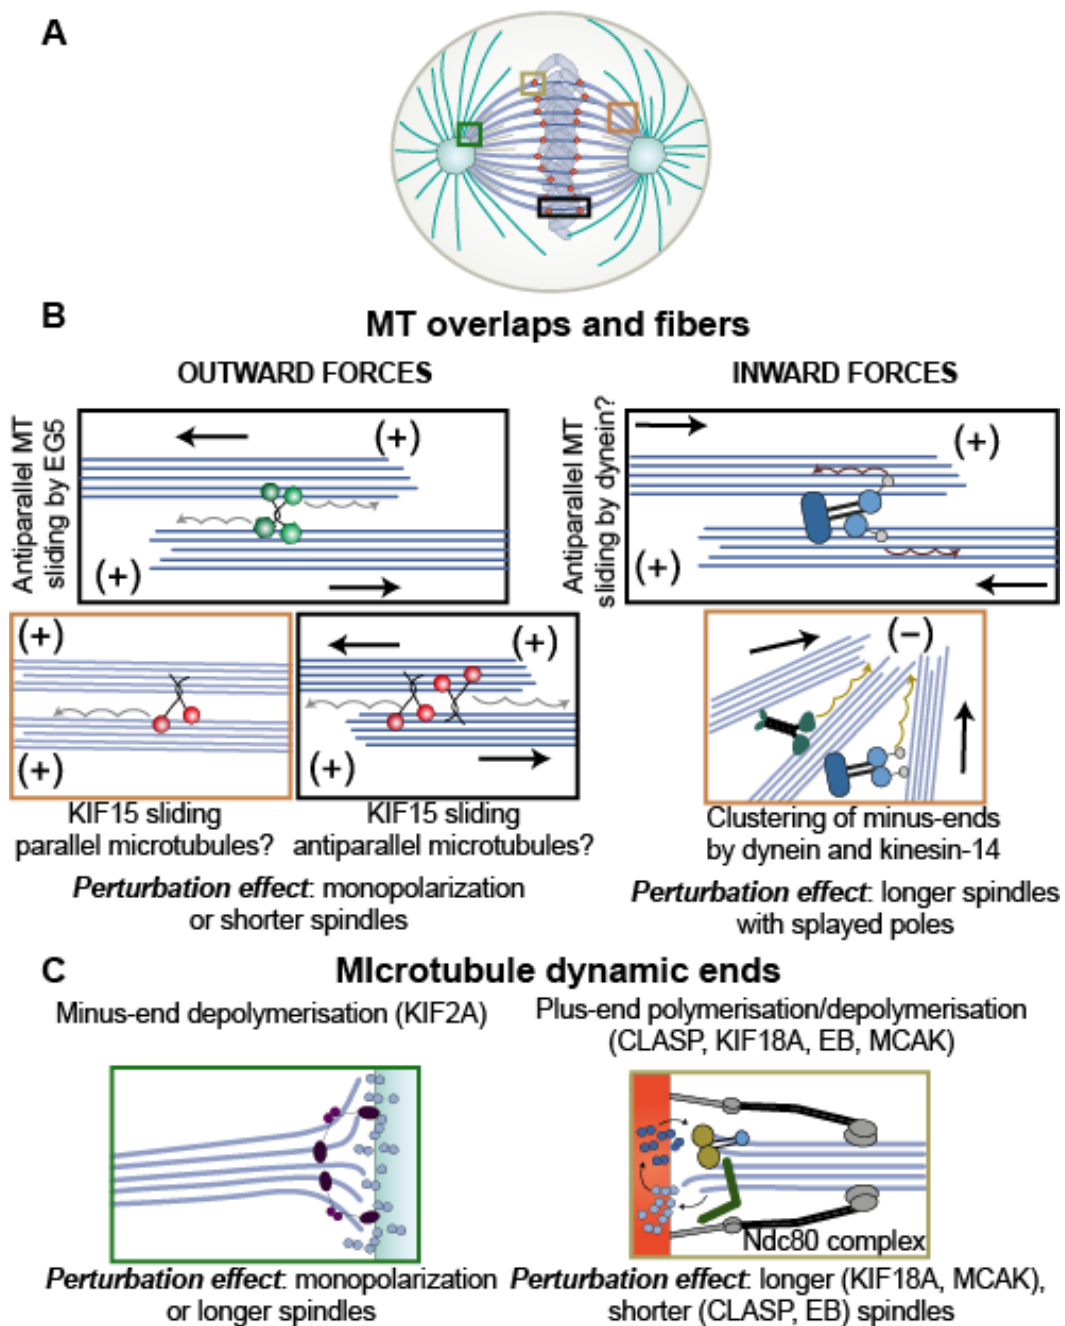 A
B
MT overlaps and fibers
OUTWARD FORCES
INWARD FORCES
Antiparallel MT
sliding by EG5
(+)
(+)
Antiparallel MT
sliding by dynein?
(+)
(+)
(+)
(+)
(+)
(+)
(−)
KIF15 sliding
parallel microtubules?
KIF15 sliding
antiparallel microtubules?
Clustering of minus-ends
by dynein and kinesin-14
Perturbation effect: monopolarization
or shorter spindles
Perturbation effect: longer spindles
with splayed poles
C
MIcrotubule dynamic ends
Minus-end depolymerisation (KIF2A)
Plus-end polymerisation/depolymerisation
(CLASP, KIF18A, EB, MCAK)
Ndc80 complex
Perturbation effect: monopolarization
or longer spindles
Perturbation effect: longer (KIF18A, MCAK),
shorter (CLASP, EB) spindles